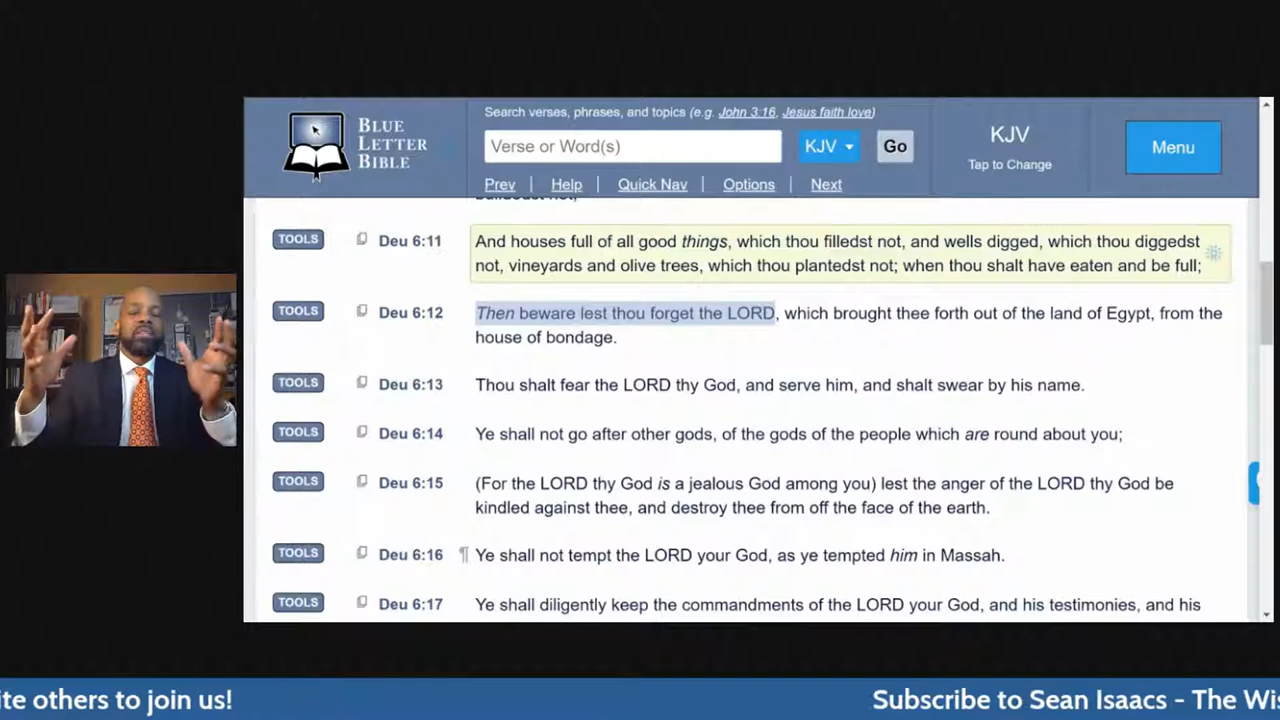 Search verses, phrases, and topics (e.g. John 3:16, Jesus faith love)
BLUE
LETTER
BIBLE
Verse or Word(s)
KJV
Go
KJV
Tap to Change
Menu
Prev | Help | Quick Nav | Options | Next
TOOLS Deu 6:11 And houses full of all good things, which thou filledst not, and wells digged, which thou diggedst
not, vineyards and olive trees, which thou plantedst not; when thou shalt have eaten and be full;
TOOLS Deu 6:12 Then beware lest thou forget the LORD, which brought thee forth out of the land of Egypt, from the
house of bondage.
TOOLS Deu 6:13 Thou shalt fear the LORD thy God, and serve him, and shalt swear by his name.
TOOLS Deu 6:14 Ye shall not go after other gods, of the gods of the people which are round about you;
TOOLS Deu 6:15 (For the LORD thy God is a jealous God among you) lest the anger of the LORD thy God be
kindled against thee, and destroy thee from off the face of the earth.
TOOLS Deu 6:16 ¶ Ye shall not tempt the LORD your God, as ye tempted him in Massah.
TOOLS Deu 6:17 Ye shall diligently keep the commandments of the LORD your God, and his testimonies, and his
ite others to join us! Subscribe to Sean Isaacs - The Wis